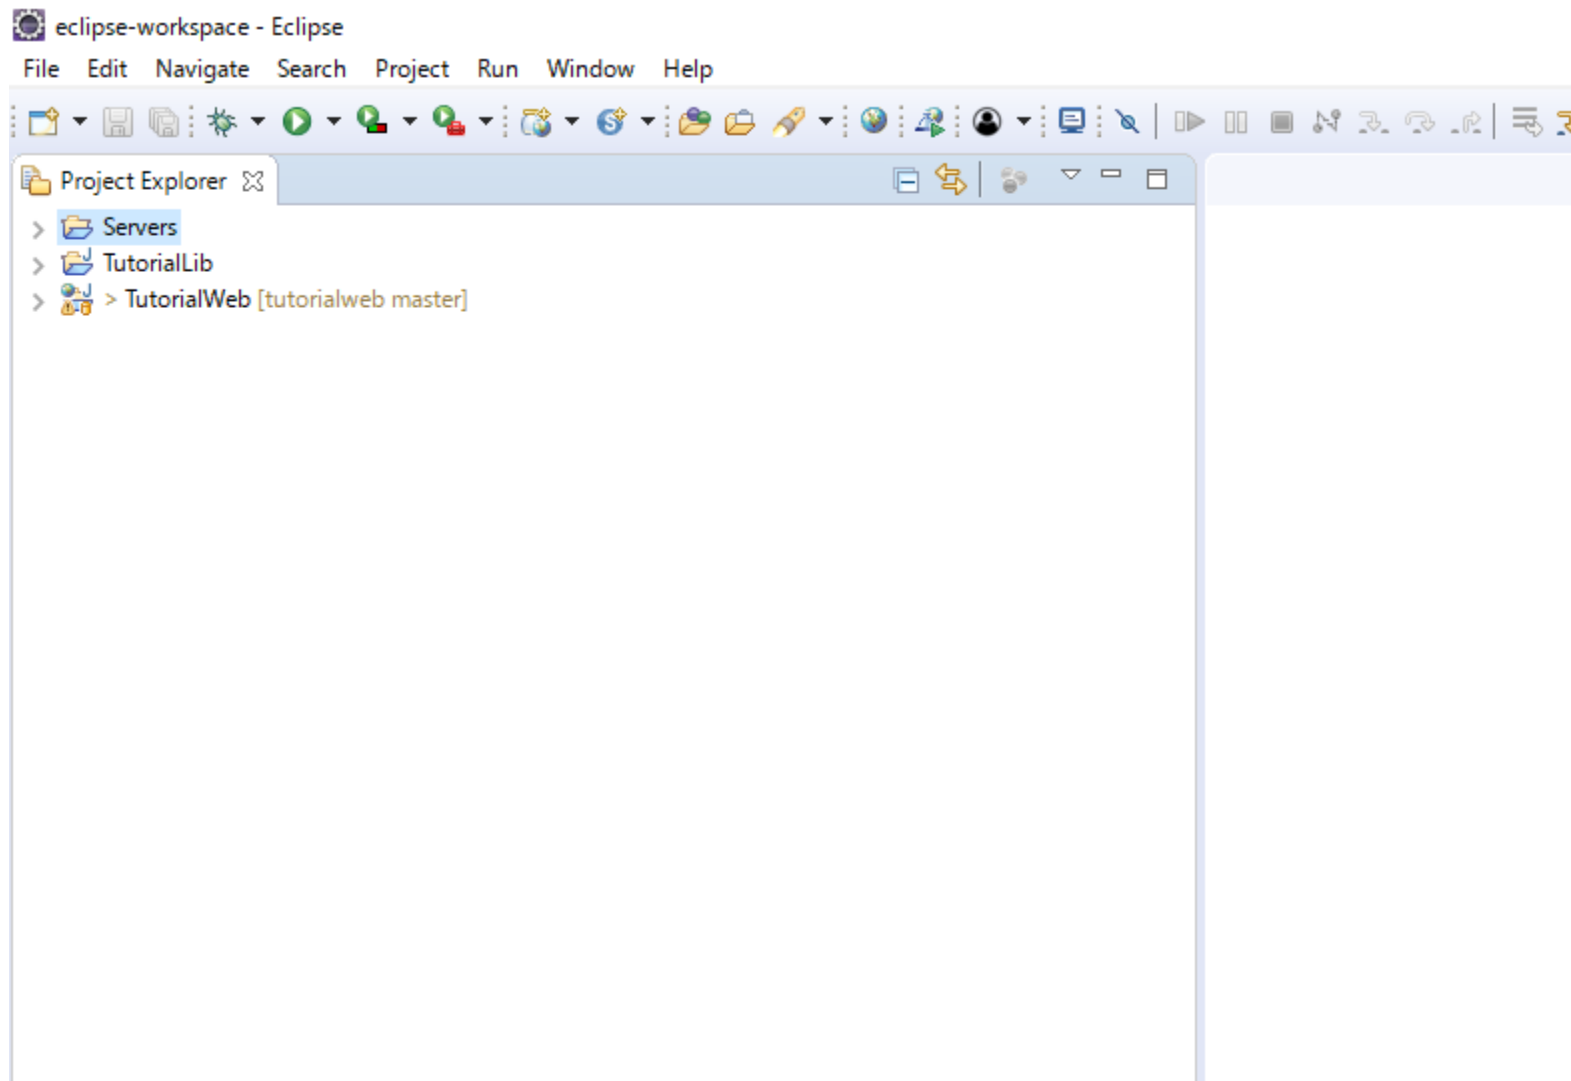 eclipse-workspace - Eclipse
File Edit Navigate Search Project Run Window Help
Project Explorer
Servers
TutorialLib
> TutorialWeb [tutorialweb master]